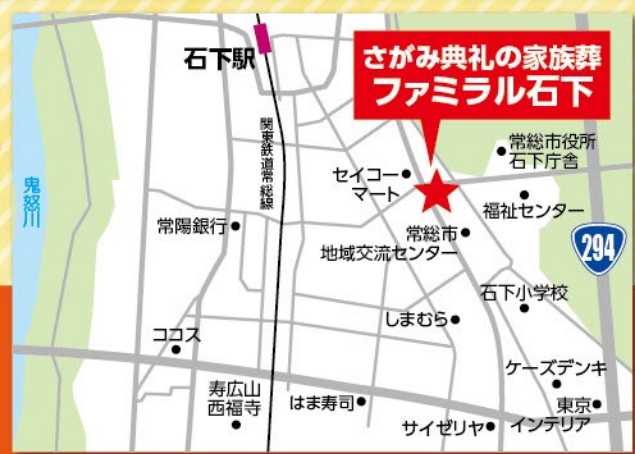 石下駅
さがみ典礼の家族葬
ファミラル石下
関東鉄道常総線
鬼怒川
常総市役所
石下庁舎
セイコー
マート
福祉センター
常陽銀行
常総市
地域交流センター
294
石下小学校
しまむら
ココス
ケーズデンキ
寿広山
西福寺
はま寿司
東京
インテリア
サイゼリヤ